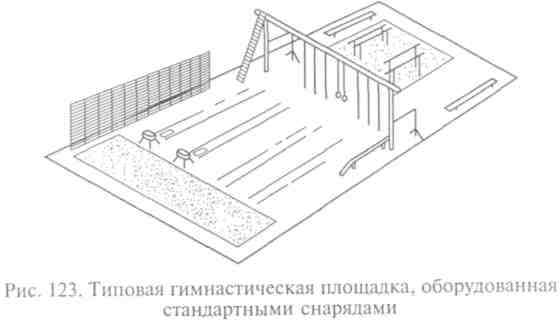 Рис. 123. Типовая гимнастическая площадка, оборудованная
стандартными снарядами